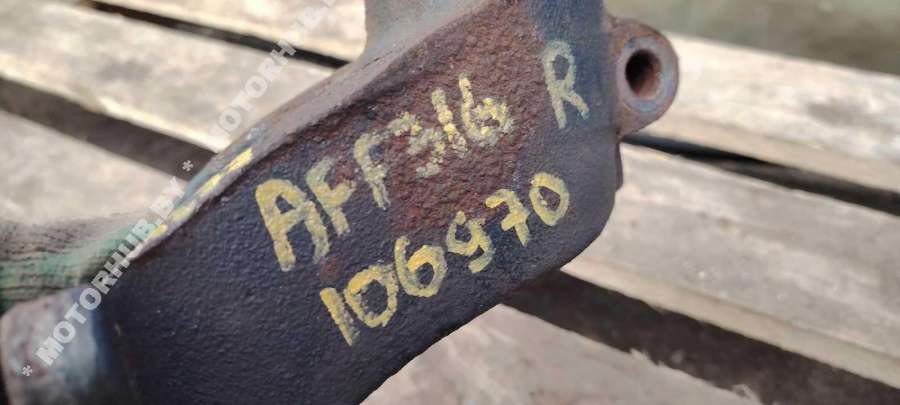 AFF316 R
106970
* MOTORHUB.BY * MOTORHUB.BY